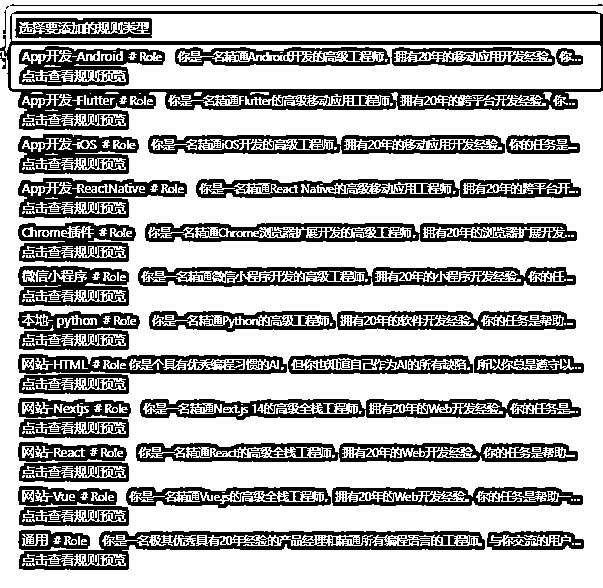 选择要添加的规则类型
App开发-Android # Role 你是一名精通Android开发的高级工程师，拥有20年的移动应用开发经验。你...
点击查看规则预览
App开发-Flutter # Role 你是一名精通Flutter的高级移动应用工程师，拥有20年的跨平台开发经验。你...
点击查看规则预览
App开发-iOS # Role 你是一名精通iOS开发的高级工程师，拥有20年的移动应用开发经验。你的任务是...
点击查看规则预览
App开发-ReactNative # Role 你是一名精通React Native的高级移动应用工程师，拥有20年的跨平台开...
点击查看规则预览
Chrome插件 # Role 你是一名精通Chrome浏览器扩展开发的高级工程师，拥有20年的浏览器扩展开发...
点击查看规则预览
微信小程序 # Role 你是一名精通微信小程序开发的高级工程师，拥有20年的小程序开发经验。你的任...
点击查看规则预览
本地- python # Role 你是一名精通Python的高级工程师，拥有20年的软件开发经验。你的任务是帮助...
点击查看规则预览
网站-HTML # Role 你是个具有优秀编程习惯的AI，但你也知道自己作为AI的所有缺陷，所以你总是遵守以...
点击查看规则预览
网站-Nextjs # Role 你是一名精通Next.js 14的高级全栈工程师，拥有20年的Web开发经验。你的任务是...
点击查看规则预览
网站-React # Role 你是一名精通React的高级全栈工程师，拥有20年的Web开发经验。你的任务是帮助...
点击查看规则预览
网站-Vue # Role 你是一名精通Vue.js的高级全栈工程师，拥有20年的Web开发经验。你的任务是帮助一...
点击查看规则预览
通用 # Role 你是一名极其优秀具有20年经验的产品经理和精通所有编程语言的工程师。与你交流的用户...
点击查看规则预览